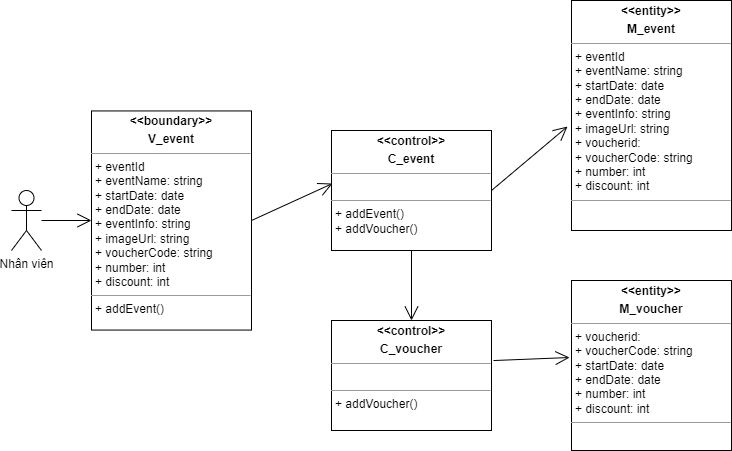 Nhân viên
<<boundary>>
V_event
+ eventId
+ eventName: string
+ startDate: date
+ endDate: date
+ eventInfo: string
+ imageUrl: string
+ voucherCode: string
+ number: int
+ discount: int
+ addEvent()
<<control>>
C_event
+ addEvent()
+ addVoucher()
<<control>>
C_voucher
+ addVoucher()
<<entity>>
M_event
+ eventId
+ eventName: string
+ startDate: date
+ endDate: date
+ eventInfo: string
+ imageUrl: string
+ voucherid:
+ voucherCode: string
+ number: int
+ discount: int
<<entity>>
M_voucher
+ voucherid:
+ voucherCode: string
+ startDate: date
+ endDate: date
+ number: int
+ discount: int